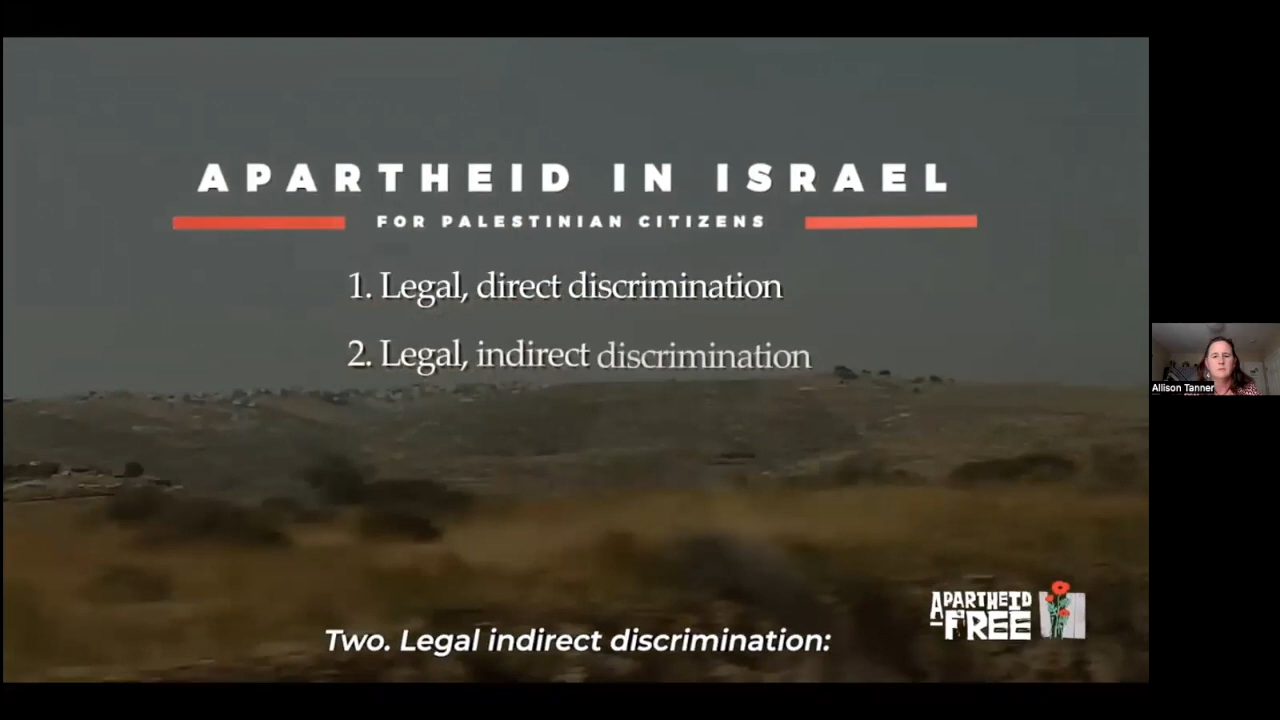 APARTHEID IN ISRAEL
FOR PALESTINIAN CITIZENS
1. Legal, direct discrimination
2. Legal, indirect discrimination
Allison Tanner
APARTHEID
-FREE
Two. Legal indirect discrimination: